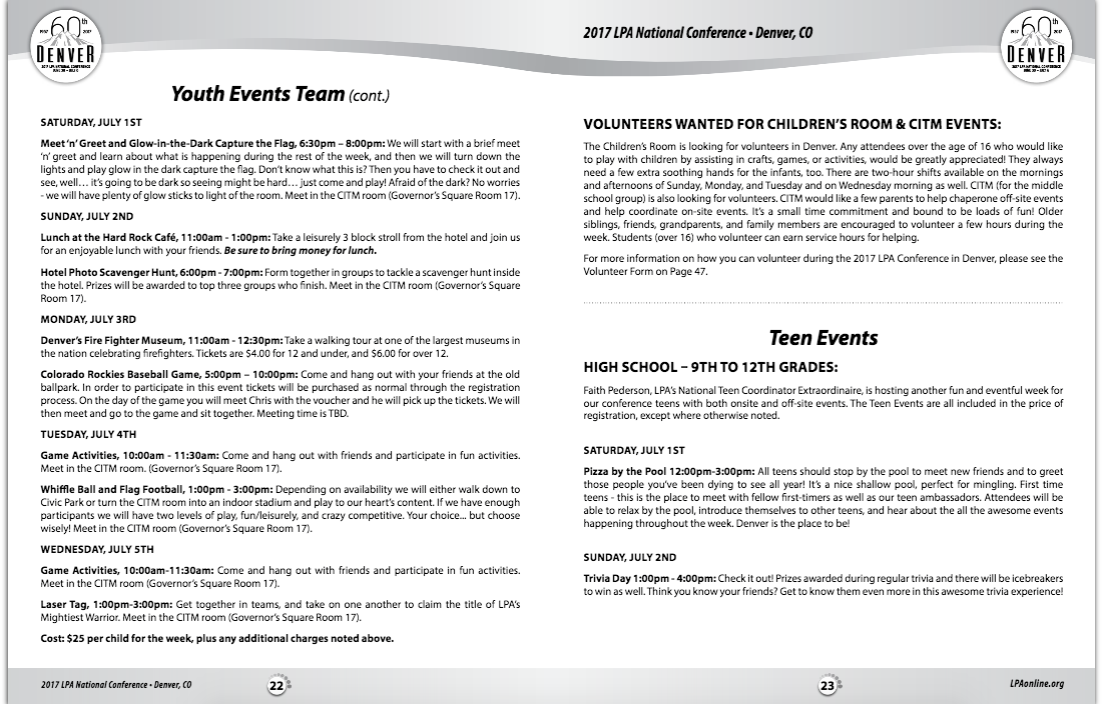 60th
1957 2017
DENVER
2017 LPA NATIONAL CONFERENCE
Youth Events Team (cont.)
SATURDAY, JULY 1ST
Meet 'n' Greet and Glow-in-the-Dark Capture the Flag, 6:30pm – 8:00pm: We will start with a brief meet
'n' greet and learn about what is happening during the rest of the week, and then we will turn down the
lights and play glow in the dark capture the flag. Don't know what this is? Then you have to check it out and
see, well… it's going to be dark so seeing might be hard… just come and play! Afraid of the dark? No worries
- we will have plenty of glow sticks to light of the room. Meet in CITM (Governor's Square Room 17).
SUNDAY, JULY 2ND
Lunch at the Hard Rock Café, 11:00am - 1:00pm: Take a leisurely 3 block stroll from the hotel and join us
for an enjoyable lunch with your friends. Be sure to bring money for lunch.
Hotel Photo Scavenger Hunt, 6:00pm - 7:00pm: Form together in groups to tackle a scavenger hunt inside
the hotel. Prizes will be awarded to top three groups who finish. Meet in the CITM room (Governor's Square
Room 17).
MONDAY, JULY 3RD
Denver's Fire Fighter Museum, 11:00am - 12:30pm: Take a walking tour at one of the largest museums in
the nation celebrating firefighters. Tickets are $4.00 for 12 and under, and $6.00 for over 12.
Colorado Rockies Baseball Game, 5:00pm – 10:00pm: Come and hang out with your friends at the old
ballpark. In order to participate in this event tickets will be purchased as normal through the registration
process. On the day of the game you will meet Chris with the voucher and he will pick up the tickets. We will
then meet and go to the game and sit together. Meeting time is TBD.
TUESDAY, JULY 4TH
Game Activities, 10:00am - 11:30am: Come and hang out with friends and participate in fun activities.
Meet in the CITM room. (Governor's Square Room 17).
Whiffle Ball and Flag Football, 1:00pm - 3:00pm: Depending on availability we will either walk down to
Civic Park or turn the CITM room into an indoor stadium and play to our heart's content. If we have enough
participants we will have two levels of play, fun/leisurely, and crazy competitive. Your choice... but choose
wisely! Meet in the CITM room (Governor's Square Room 17).
WEDNESDAY, JULY 5TH
Game Activities, 10:00am-11:30am: Come and hang out with friends and participate in fun activities.
Meet in the CITM room (Governor's Square Room 17).
Laser Tag, 1:00pm-3:00pm: Get together in teams, and take on one another to claim the title of LPA's
Mightiest Warrior. Meet in the CITM room (Governor's Square Room 17).
Cost: $25 per child for the week, plus any additional charges noted above.
2017 LPA National Conference • Denver, CO
22
2017 LPA National Conference • Denver, CO
60th
1957 2017
DENVER
2017 LPA NATIONAL CONFERENCE
VOLUNTEERS WANTED FOR CHILDREN'S ROOM & CITM EVENTS:
The Children's Room is looking for volunteers in Denver. Any attendees over the age of 16 who would like
to play with children by assisting in crafts, games, or activities, would be greatly appreciated! They always
need a few extra soothing hands for the infants, too. There are two-hour shifts available on the mornings
and afternoons of Sunday, Monday, and Tuesday and on Wednesday morning as well. CITM (for the middle
school group) is also looking for volunteers. CITM would like a few parents to help chaperone off-site events
and help coordinate on-site events. It's a small time commitment and bound to be loads of fun! Older
siblings, friends, grandparents, and family members are encouraged to volunteer a few hours during the
week. Students (over 16) who volunteer can earn service hours for helping.
For more information on how you can volunteer during the 2017 LPA Conference in Denver, please see the
Volunteer Form on Page 47.
Teen Events
HIGH SCHOOL – 9TH TO 12TH GRADES:
Faith Pederson, LPA's National Teen Coordinator Extraordinaire, is hosting another fun and eventful week for
our conference teens with both onsite and off-site events. The Teen Events are all included in the price of
registration, except where otherwise noted.
SATURDAY, JULY 1ST
Pizza by the Pool 12:00pm-3:00pm: All teens should stop by the pool to meet new friends and to greet
those people you've been dying to see all year! It's a nice shallow pool, perfect for mingling. First time
teens - this is the place to meet with fellow first-timers as well as our teen ambassadors. Attendees will be
able to relax by the pool, introduce themselves to other teens, and hear about the all the awesome events
happening throughout the week. Denver is the place to be!
SUNDAY, JULY 2ND
Trivia Day 1:00pm - 4:00pm: Check it out! Prizes awarded during regular trivia and there will be icebreakers
to win as well. Think you know your friends? Get to know them even more in this awesome trivia experience!
23
LPAonline.org